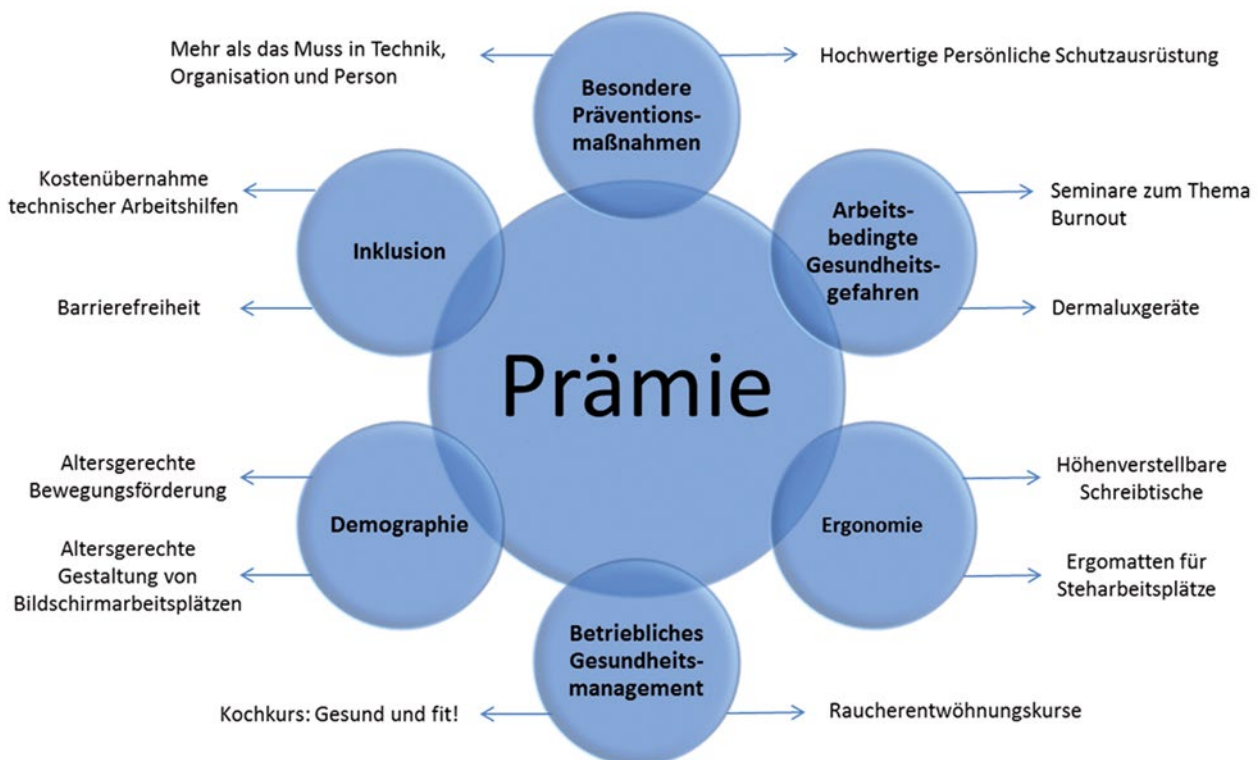 Mehr als das Muss in Technik,
Organisation und Person
Besondere
Präventions-
maßnahmen
Hochwertige Persönliche Schutzausrüstung
Kostenübernahme
technischer Arbeitshilfen
Barrierefreiheit
Inklusion
Arbeits-
bedingte
Gesundheits-
gefahren
Seminare zum Thema
Burnout
Dermaluxgeräte
Prämie
Altersgerechte
Bewegungsförderung
Altersgerechte
Gestaltung von
Bildschirmarbeitsplätzen
Demographie
Ergonomie
Höhenverstellbare
Schreibtische
Ergomatten für
Steharbeitsplätze
Betriebliches
Gesundheits-
management
Kochkurs: Gesund und fit!
Raucherentwöhnungskurse